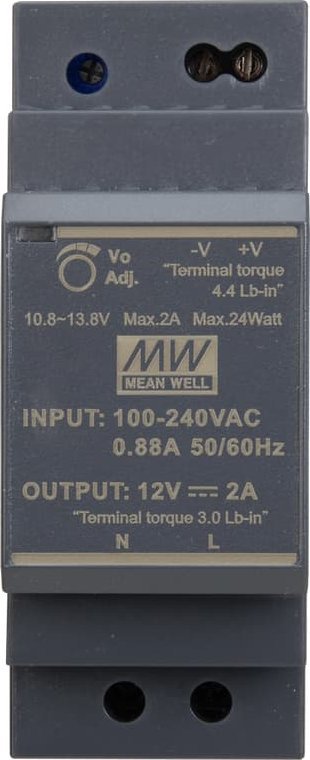 Vo
Adj.
-V +V
"Terminal torque
4.4 Lb-in"
10.8~13.8V Max.2A Max.24Watt
MW
MEAN WELL
INPUT: 100-240VAC
0.88A 50/60Hz
OUTPUT: 12V ⎓ 2A
"Terminal torque 3.0 Lb-in"
N L